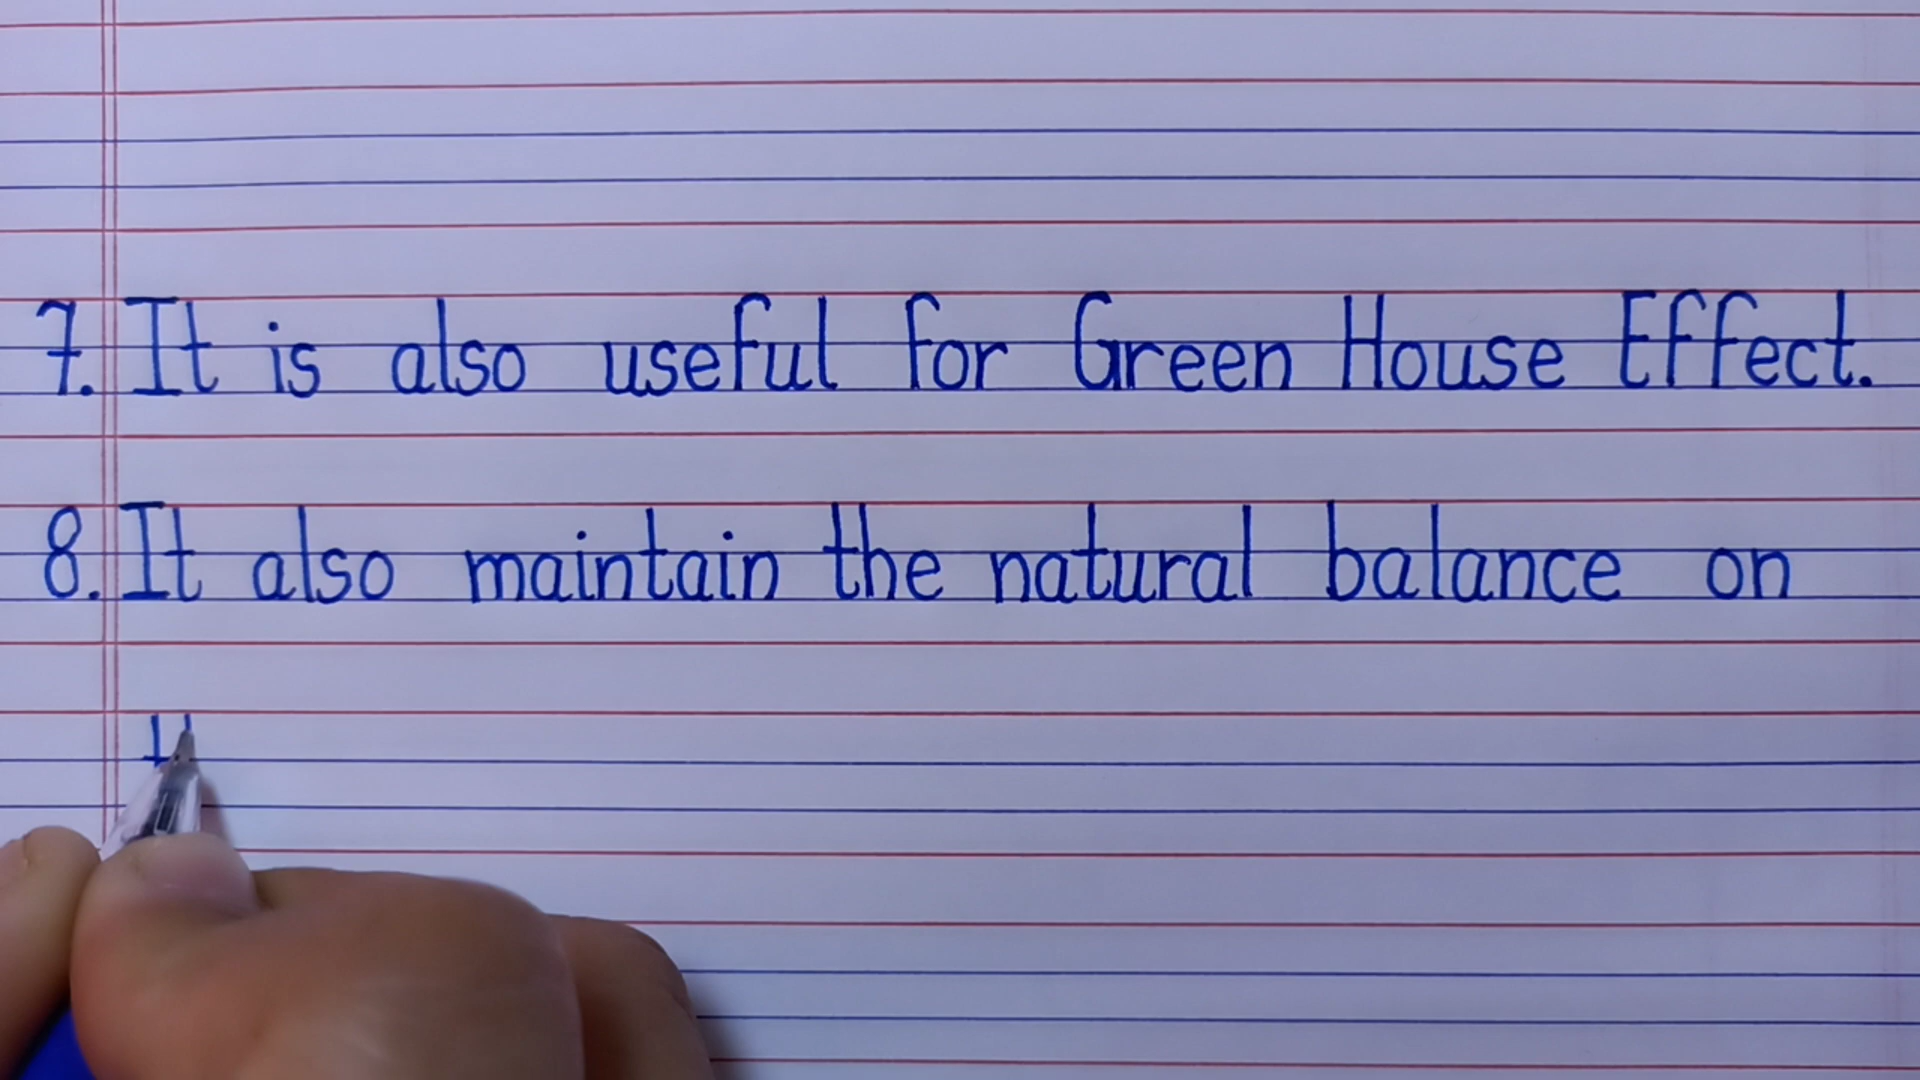 7. It is also useful for Green House Effect.
8. It also maintain the natural balance on